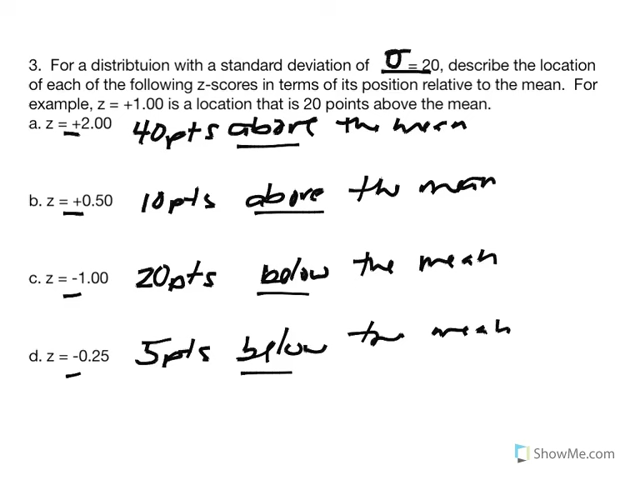 3. For a distribtuion with a standard deviation of σ = 20, describe the location
of each of the following z-scores in terms of its position relative to the mean. For
example, z = +1.00 is a location that is 20 points above the mean.
a. z = +2.00 40pts above the mean
b. z = +0.50 10pts above the mean
c. z = -1.00 20pts below the mean
d. z = -0.25 5pts below the mean
ShowMe.com